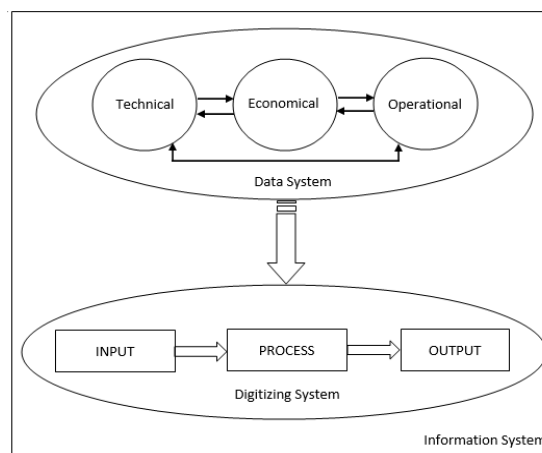 Technical
Economical
Operational
Data System
INPUT
PROCESS
OUTPUT
Digitizing System
Information System